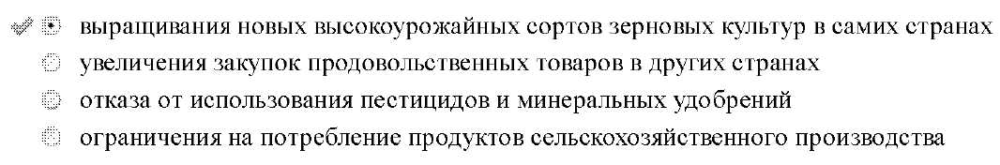 выращивания новых высокоурожайных сортов зерновых культур в самих странах
увеличения закупок продовольственных товаров в других странах
отказа от использования пестицидов и минеральных удобрений
ограничения на потребление продуктов сельскохозяйственного производства